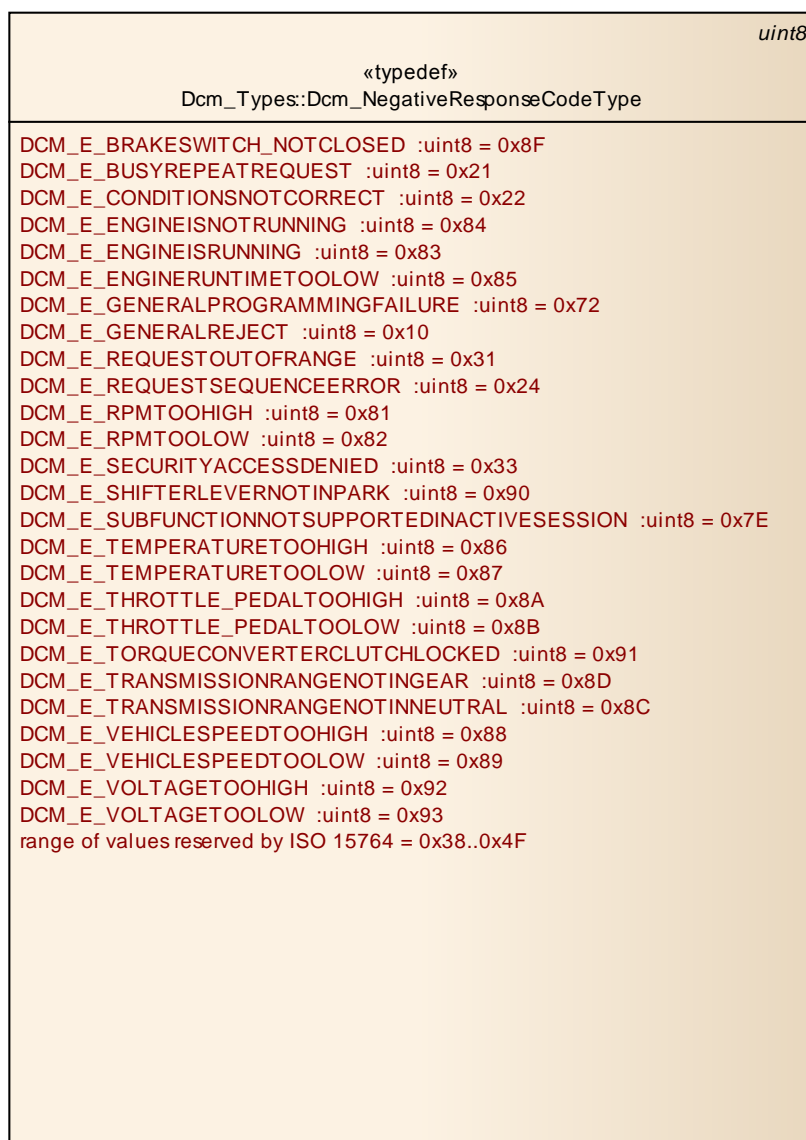 uint8
«typedef»
Dcm_Types::Dcm_NegativeResponseCodeType
DCM_E_BRAKESWITCH_NOTCLOSED :uint8 = 0x8F
DCM_E_BUSYREPEATREQUEST :uint8 = 0x21
DCM_E_CONDITIONSNOTCORRECT :uint8 = 0x22
DCM_E_ENGINEISNOTRUNNING :uint8 = 0x84
DCM_E_ENGINEISRUNNING :uint8 = 0x83
DCM_E_ENGINERUNTIMETOOLOW :uint8 = 0x85
DCM_E_GENERALPROGRAMMINGFAILURE :uint8 = 0x72
DCM_E_GENERALREJECT :uint8 = 0x10
DCM_E_REQUESTOUTOFRANGE :uint8 = 0x31
DCM_E_REQUESTSEQUENCEERROR :uint8 = 0x24
DCM_E_RPMTOOHIGH :uint8 = 0x81
DCM_E_RPMTOOLOW :uint8 = 0x82
DCM_E_SECURITYACCESSDENIED :uint8 = 0x33
DCM_E_SHIFTERLEVERNOTINPARK :uint8 = 0x90
DCM_E_SUBFUNCTIONNOTSUPPORTEDINACTIVESESSION :uint8 = 0x7E
DCM_E_TEMPERATURETOOHIGH :uint8 = 0x86
DCM_E_TEMPERATURETOOLOW :uint8 = 0x87
DCM_E_THROTTLE_PEDALTOOHIGH :uint8 = 0x8A
DCM_E_THROTTLE_PEDALTOOLOW :uint8 = 0x8B
DCM_E_TORQUECONVERTERCLUTCHLOCKED :uint8 = 0x91
DCM_E_TRANSMISSIONRANGENOTINGEAR :uint8 = 0x8D
DCM_E_TRANSMISSIONRANGENOTINNEUTRAL :uint8 = 0x8C
DCM_E_VEHICLESPEEDTOOHIGH :uint8 = 0x88
DCM_E_VEHICLESPEEDTOOLOW :uint8 = 0x89
DCM_E_VOLTAGETOOHIGH :uint8 = 0x92
DCM_E_VOLTAGETOOLOW :uint8 = 0x93
range of values reserved by ISO 15764 = 0x38..0x4F